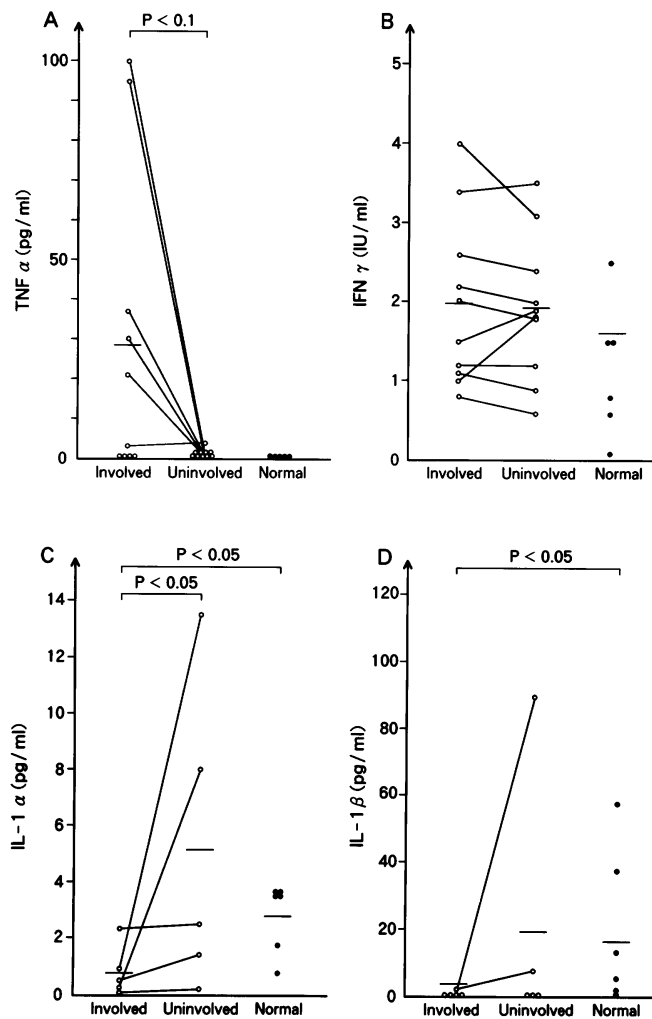 A
P < 0.1
100
50
0
TNF α (pg/ml)
Involved Uninvolved Normal
B
5
4
3
2
1
0
IFN γ (IU/ml)
Involved Uninvolved Normal
C
P < 0.05
P < 0.05
14
12
10
8
6
4
2
0
IL-1 α (pg/ml)
Involved Uninvolved Normal
D
P < 0.05
120
100
80
60
40
20
0
IL-1 β (pg/ml)
Involved Uninvolved Normal